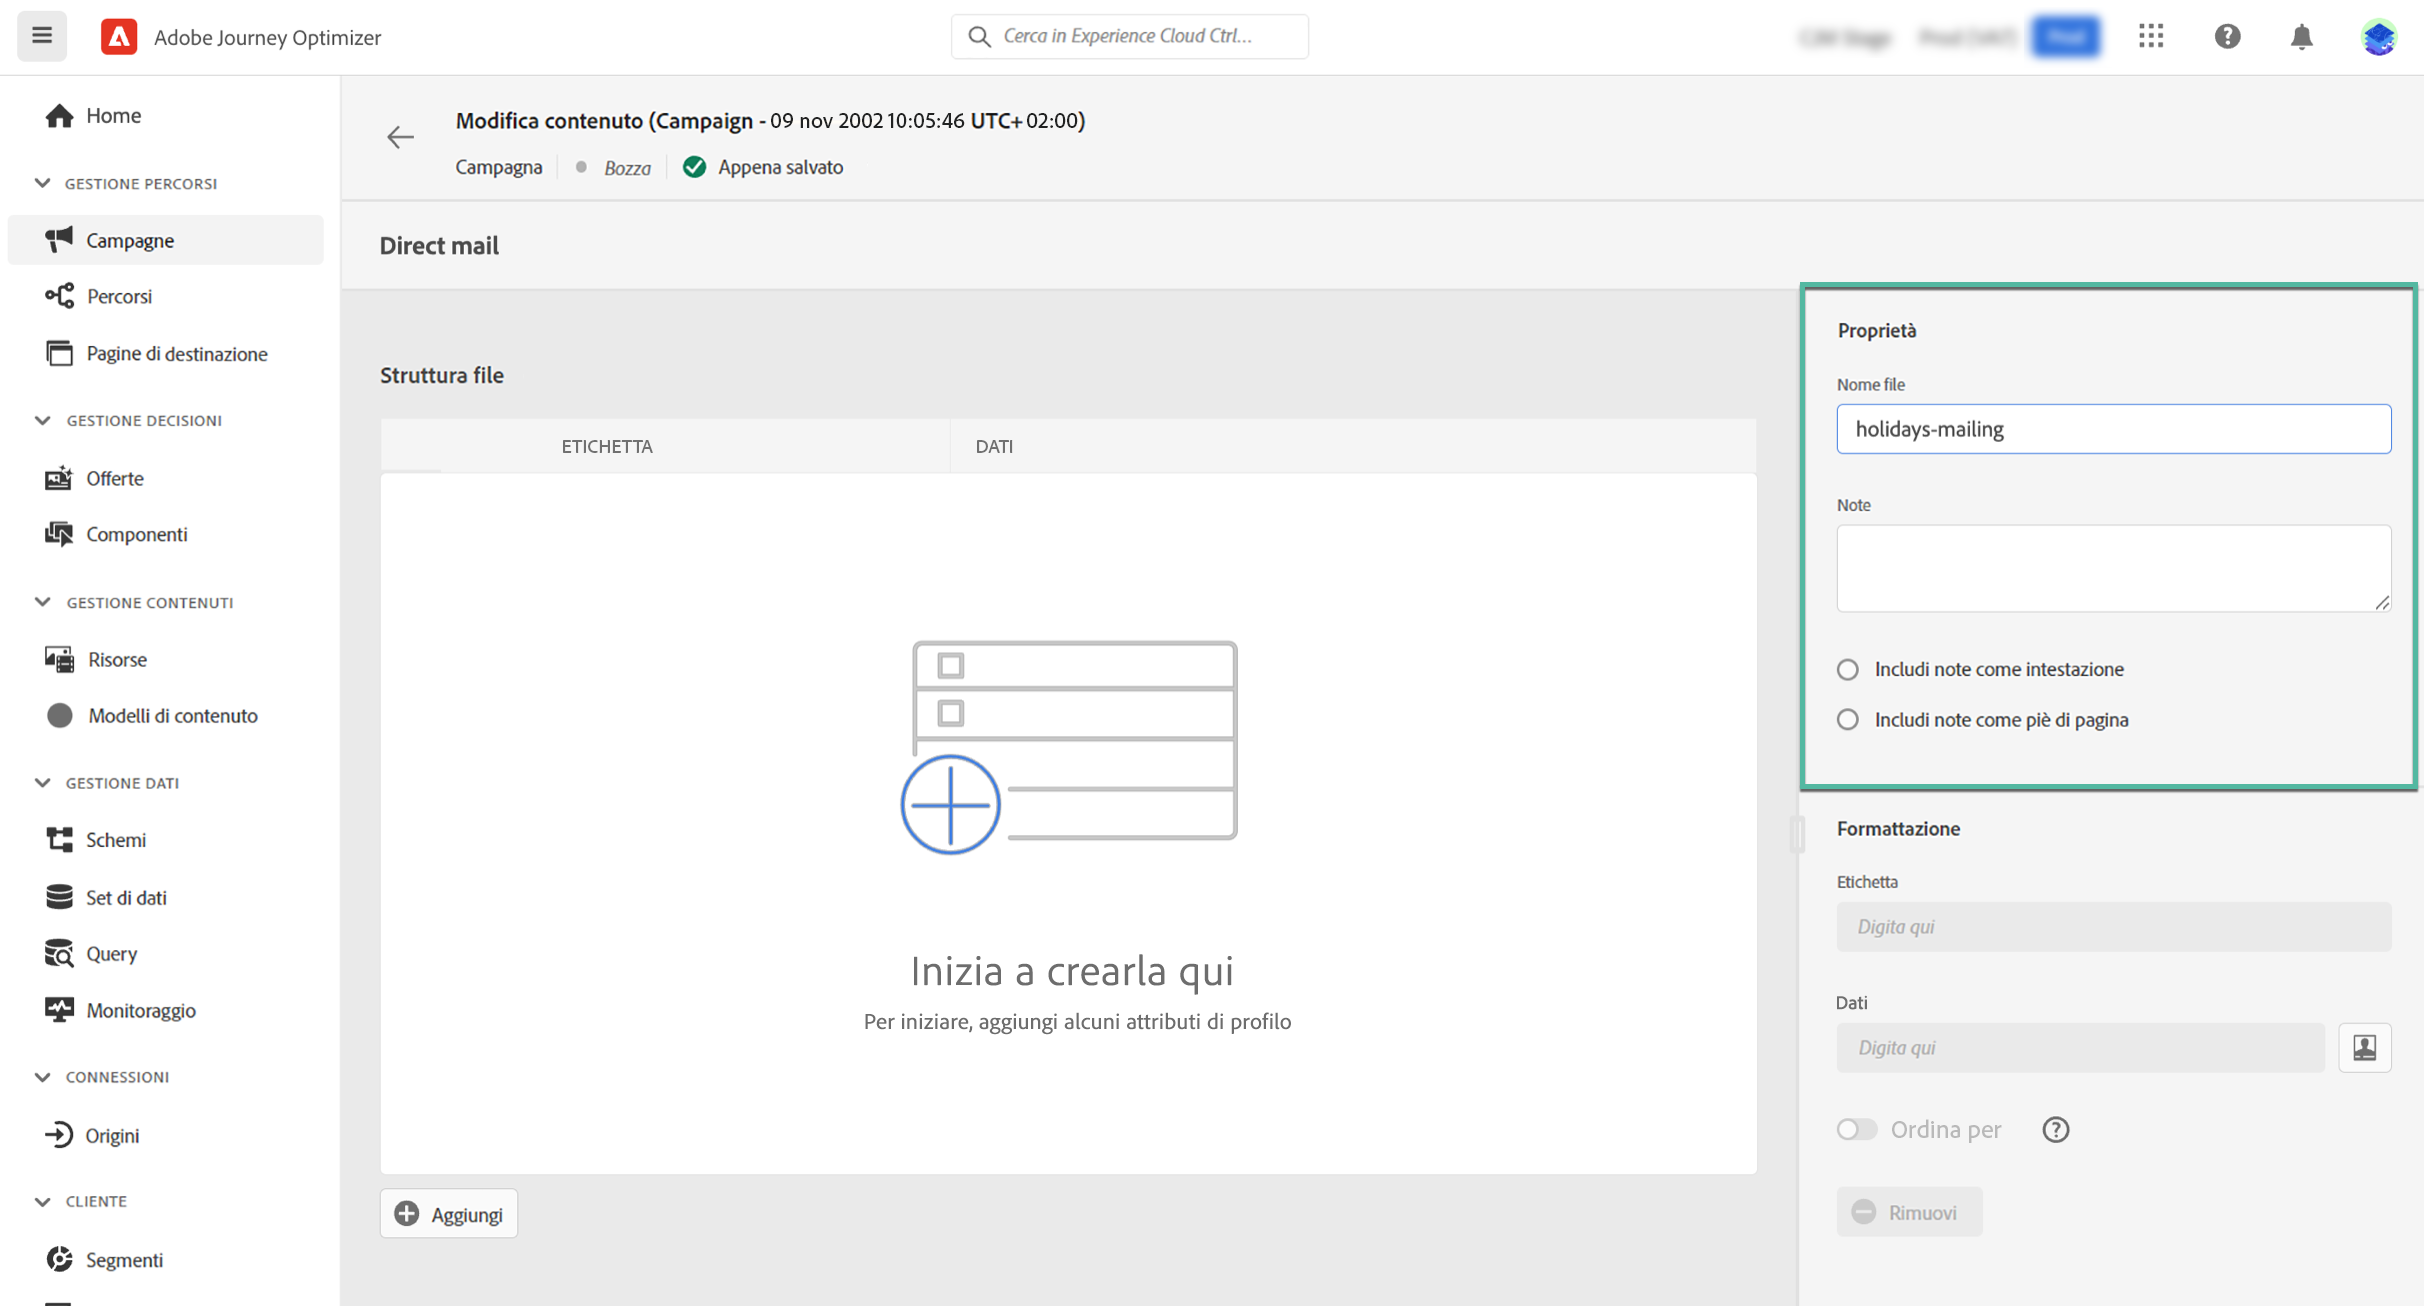 Adobe Journey Optimizer
Cerca in Experience Cloud Ctrl...
Home
GESTIONE PERCORSI
Campagne
Percorsi
Pagine di destinazione
GESTIONE DECISIONI
Offerte
Componenti
GESTIONE CONTENUTI
Risorse
Modelli di contenuto
GESTIONE DATI
Schemi
Set di dati
Query
Monitoraggio
CONNESSIONI
Origini
CLIENTE
Segmenti
Modifica contenuto (Campaign - 09 nov 2002 10:05:46 UTC+02:00)
Campagna
Bozza
Appena salvato
Direct mail
Struttura file
ETICHETTA
DATI
Inizia a crearla qui
Per iniziare, aggiungi alcuni attributi di profilo
Aggiungi
Proprietà
Nome file
holidays-mailing
Note
Includi note come intestazione
Includi note come piè di pagina
Formattazione
Etichetta
Digita qui
Dati
Digita qui
Ordina per
Rimuovi